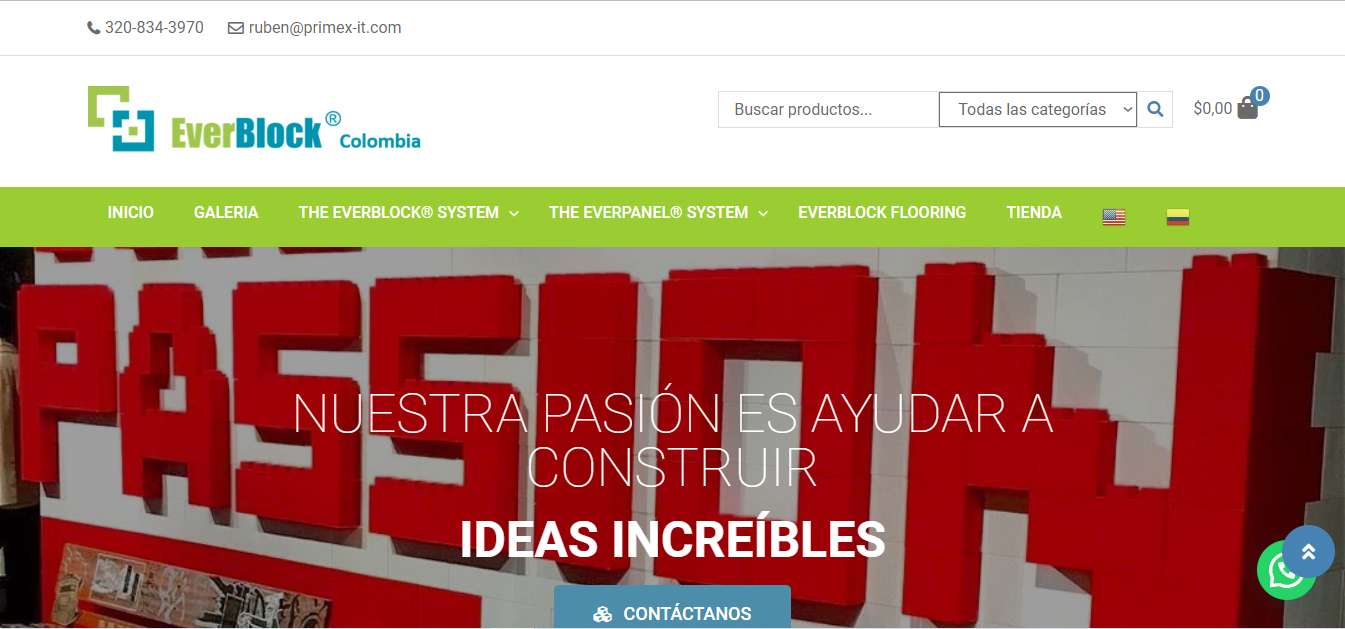 320-834-3970 ruben@primex-it.com
EverBlock® Colombia
Buscar productos... Todas las categorías $0,00 0
INICIO GALERIA THE EVERBLOCK® SYSTEM THE EVERPANEL® SYSTEM EVERBLOCK FLOORING TIENDA
PASSION
NUESTRA PASIÓN ES AYUDAR A
CONSTRUIR
IDEAS INCREÍBLES
CONTÁCTANOS